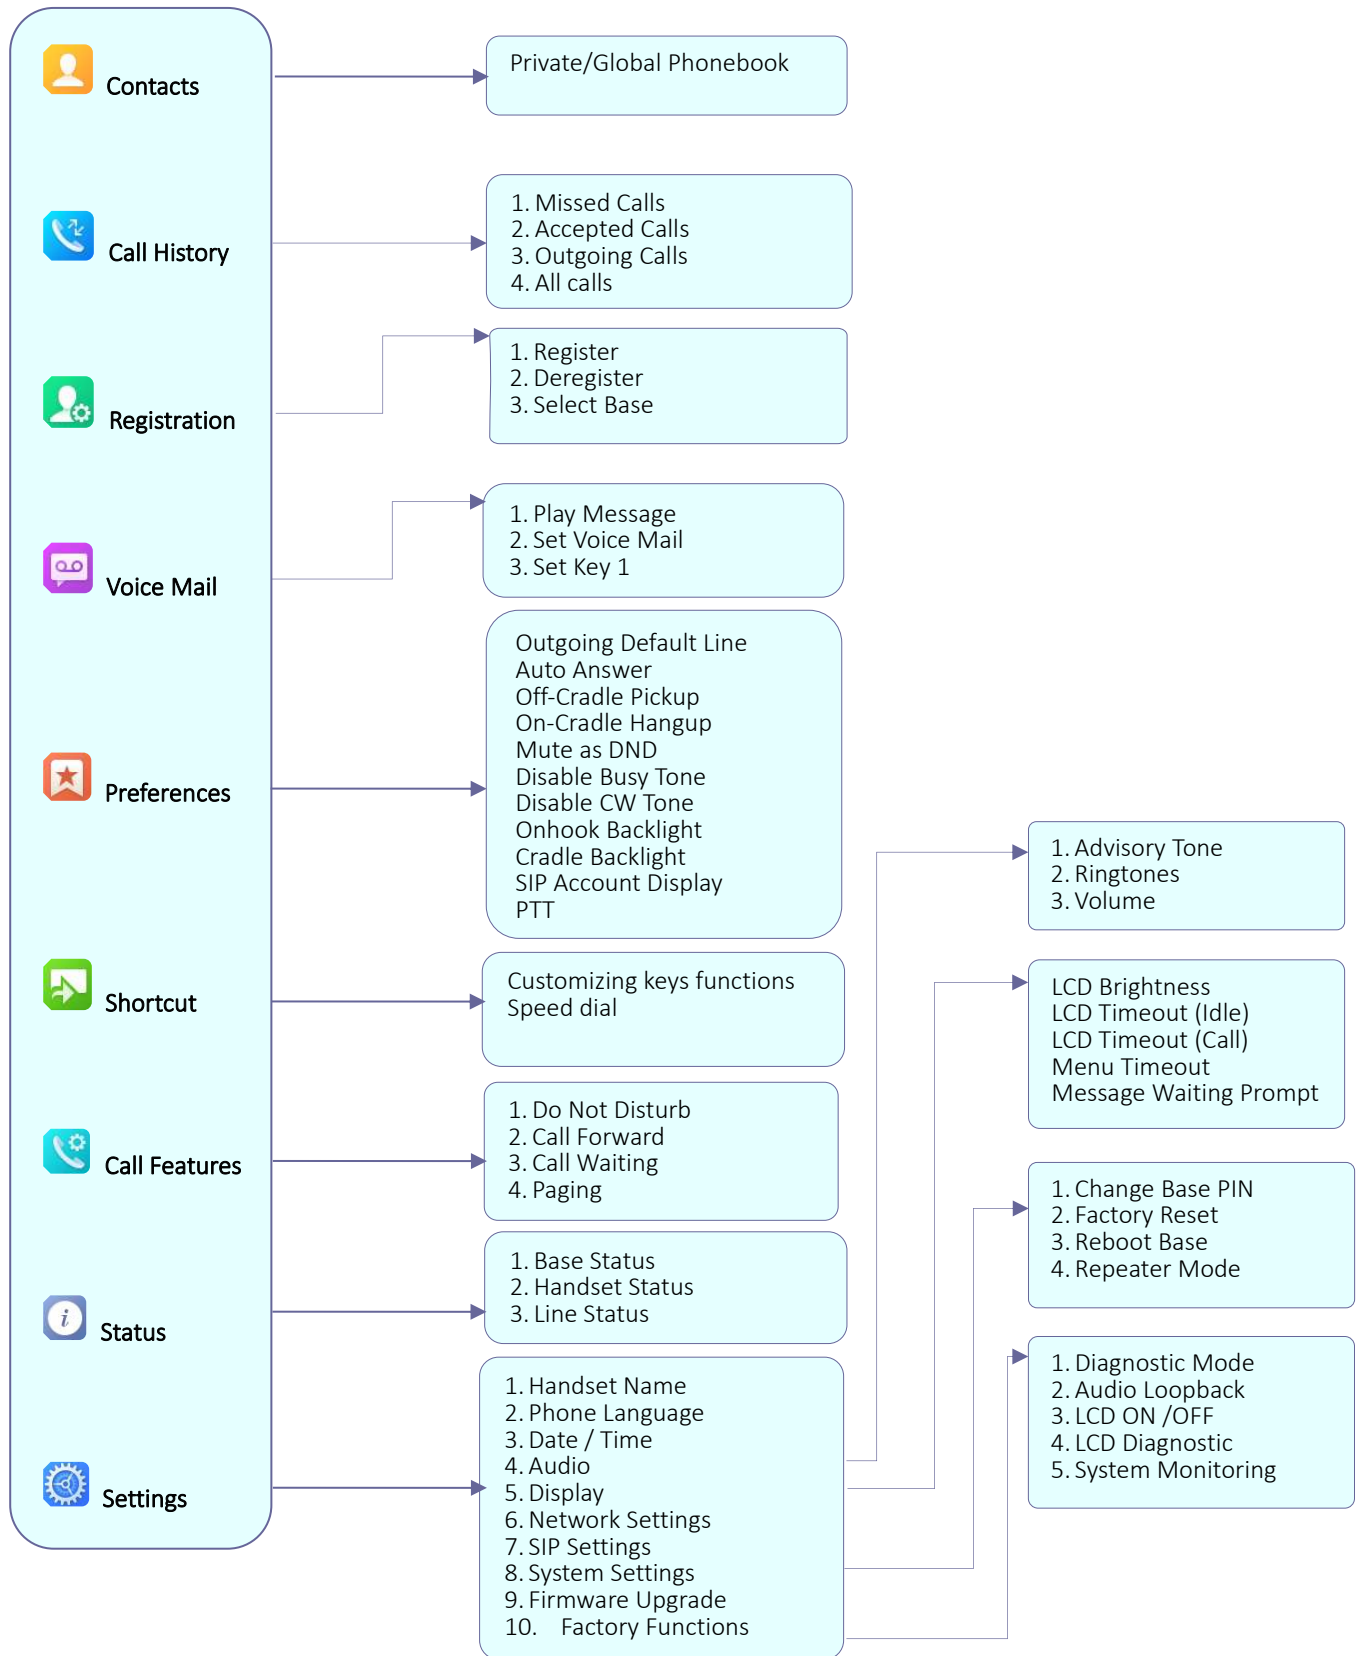 Contacts
Private/Global Phonebook
Call History
1. Missed Calls
2. Accepted Calls
3. Outgoing Calls
4. All calls
Registration
1. Register
2. Deregister
3. Select Base
Voice Mail
1. Play Message
2. Set Voice Mail
3. Set Key 1
Preferences
Outgoing Default Line
Auto Answer
Off-Cradle Pickup
On-Cradle Hangup
Mute as DND
Disable Busy Tone
Disable CW Tone
Onhook Backlight
Cradle Backlight
SIP Account Display
PTT
Shortcut
Customizing keys functions
Speed dial
Call Features
1. Do Not Disturb
2. Call Forward
3. Call Waiting
4. Paging
Status
1. Base Status
2. Handset Status
3. Line Status
Settings
1. Handset Name
2. Phone Language
3. Date / Time
4. Audio
5. Display
6. Network Settings
7. SIP Settings
8. System Settings
9. Firmware Upgrade
10. Factory Functions
1. Advisory Tone
2. Ringtones
3. Volume
LCD Brightness
LCD Timeout (Idle)
LCD Timeout (Call)
Menu Timeout
Message Waiting Prompt
1. Change Base PIN
2. Factory Reset
3. Reboot Base
4. Repeater Mode
1. Diagnostic Mode
2. Audio Loopback
3. LCD ON /OFF
4. LCD Diagnostic
5. System Monitoring